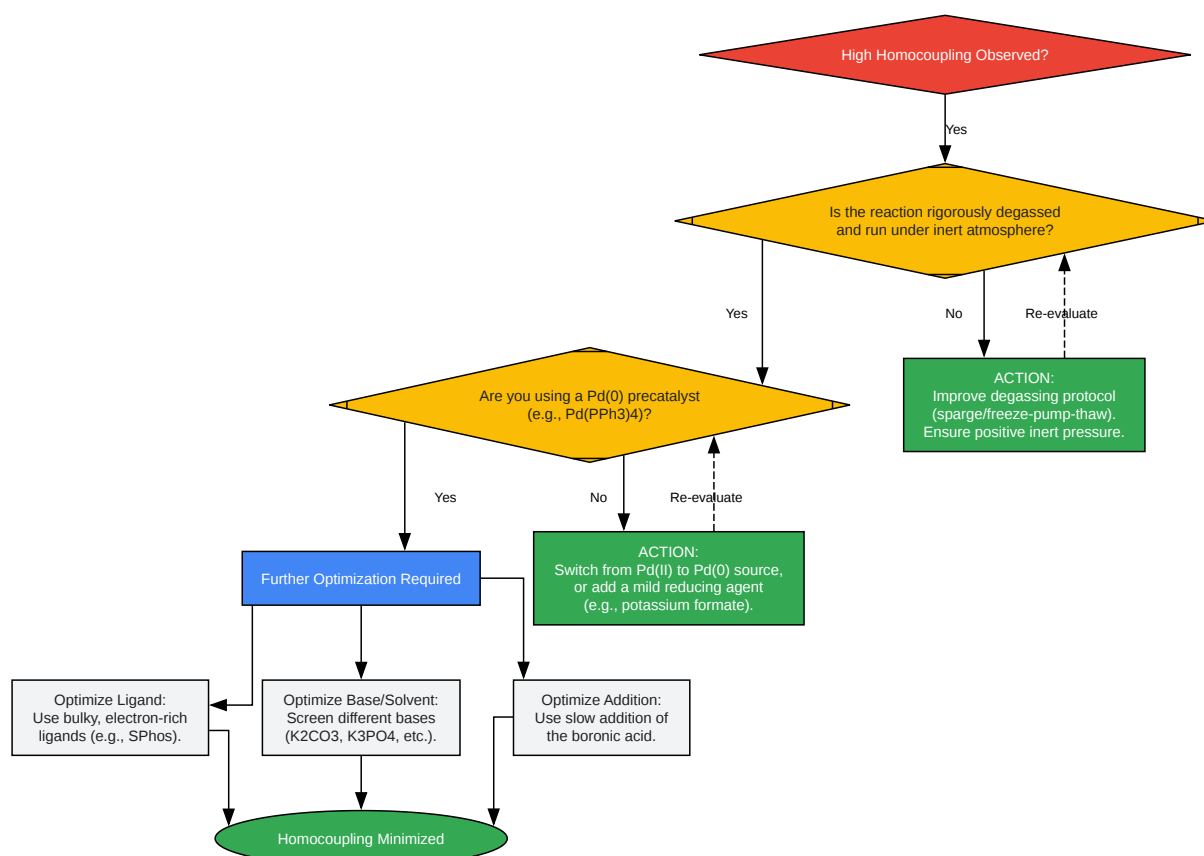 High Homocoupling Observed?
Yes
Is the reaction rigorously degassed
and run under inert atmosphere?
Yes
No
Re-evaluate
ACTION:
Improve degassing protocol
(sparge/freeze-pump-thaw).
Ensure positive inert pressure.
Are you using a Pd(0) precatalyst
(e.g., Pd(PPh3)4)?
Yes
No
Re-evaluate
ACTION:
Switch from Pd(II) to Pd(0) source,
or add a mild reducing agent
(e.g., potassium formate).
Further Optimization Required
Optimize Ligand:
Use bulky, electron-rich
ligands (e.g., SPhos).
Optimize Base/Solvent:
Screen different bases
(K2CO3, K3PO4, etc.).
Optimize Addition:
Use slow addition of
the boronic acid.
Homocoupling Minimized